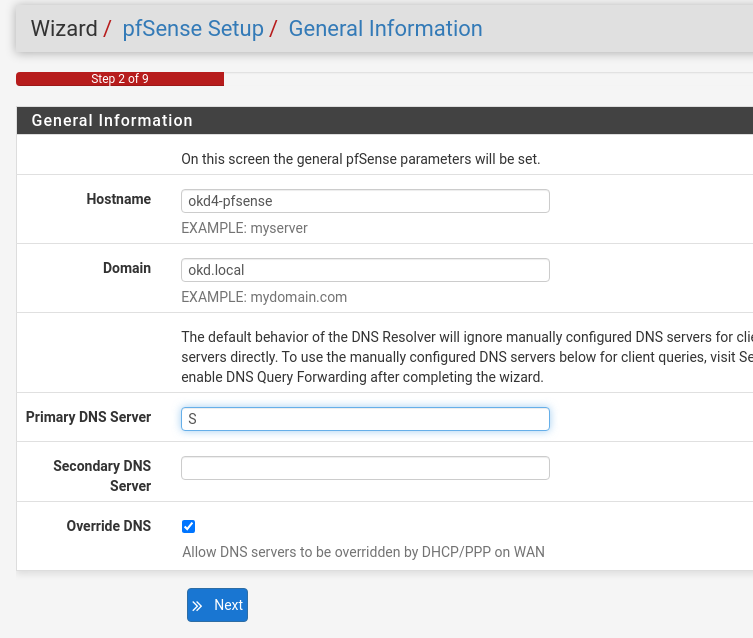 Wizard / pfSense Setup / General Information
Step 2 of 9
General Information
On this screen the general pfSense parameters will be set.
Hostname
okd4-pfsense
EXAMPLE: myserver
Domain
okd.local
EXAMPLE: mydomain.com
The default behavior of the DNS Resolver will ignore manually configured DNS servers for
servers directly. To use the manually configured DNS servers below for client queries, visit
enable DNS Query Forwarding after completing the wizard.
Primary DNS Server
S
Secondary DNS
Server
Override DNS
Allow DNS servers to be overridden by DHCP/PPP on WAN
Next